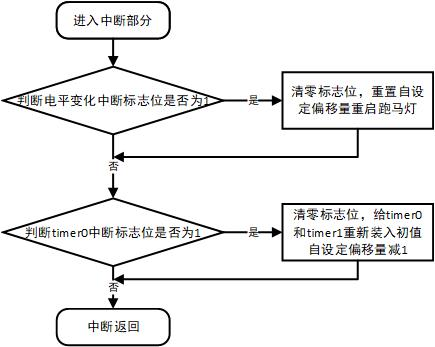 进入中断部分
判断电平变化中断标志位是否为1
是
清零标志位，重置自设
定偏移量重启跑马灯
否
判断timer0中断标志位是否为1
是
清零标志位，给timer0
和timer1重新装入初值
自设定偏移量减1
否
中断返回